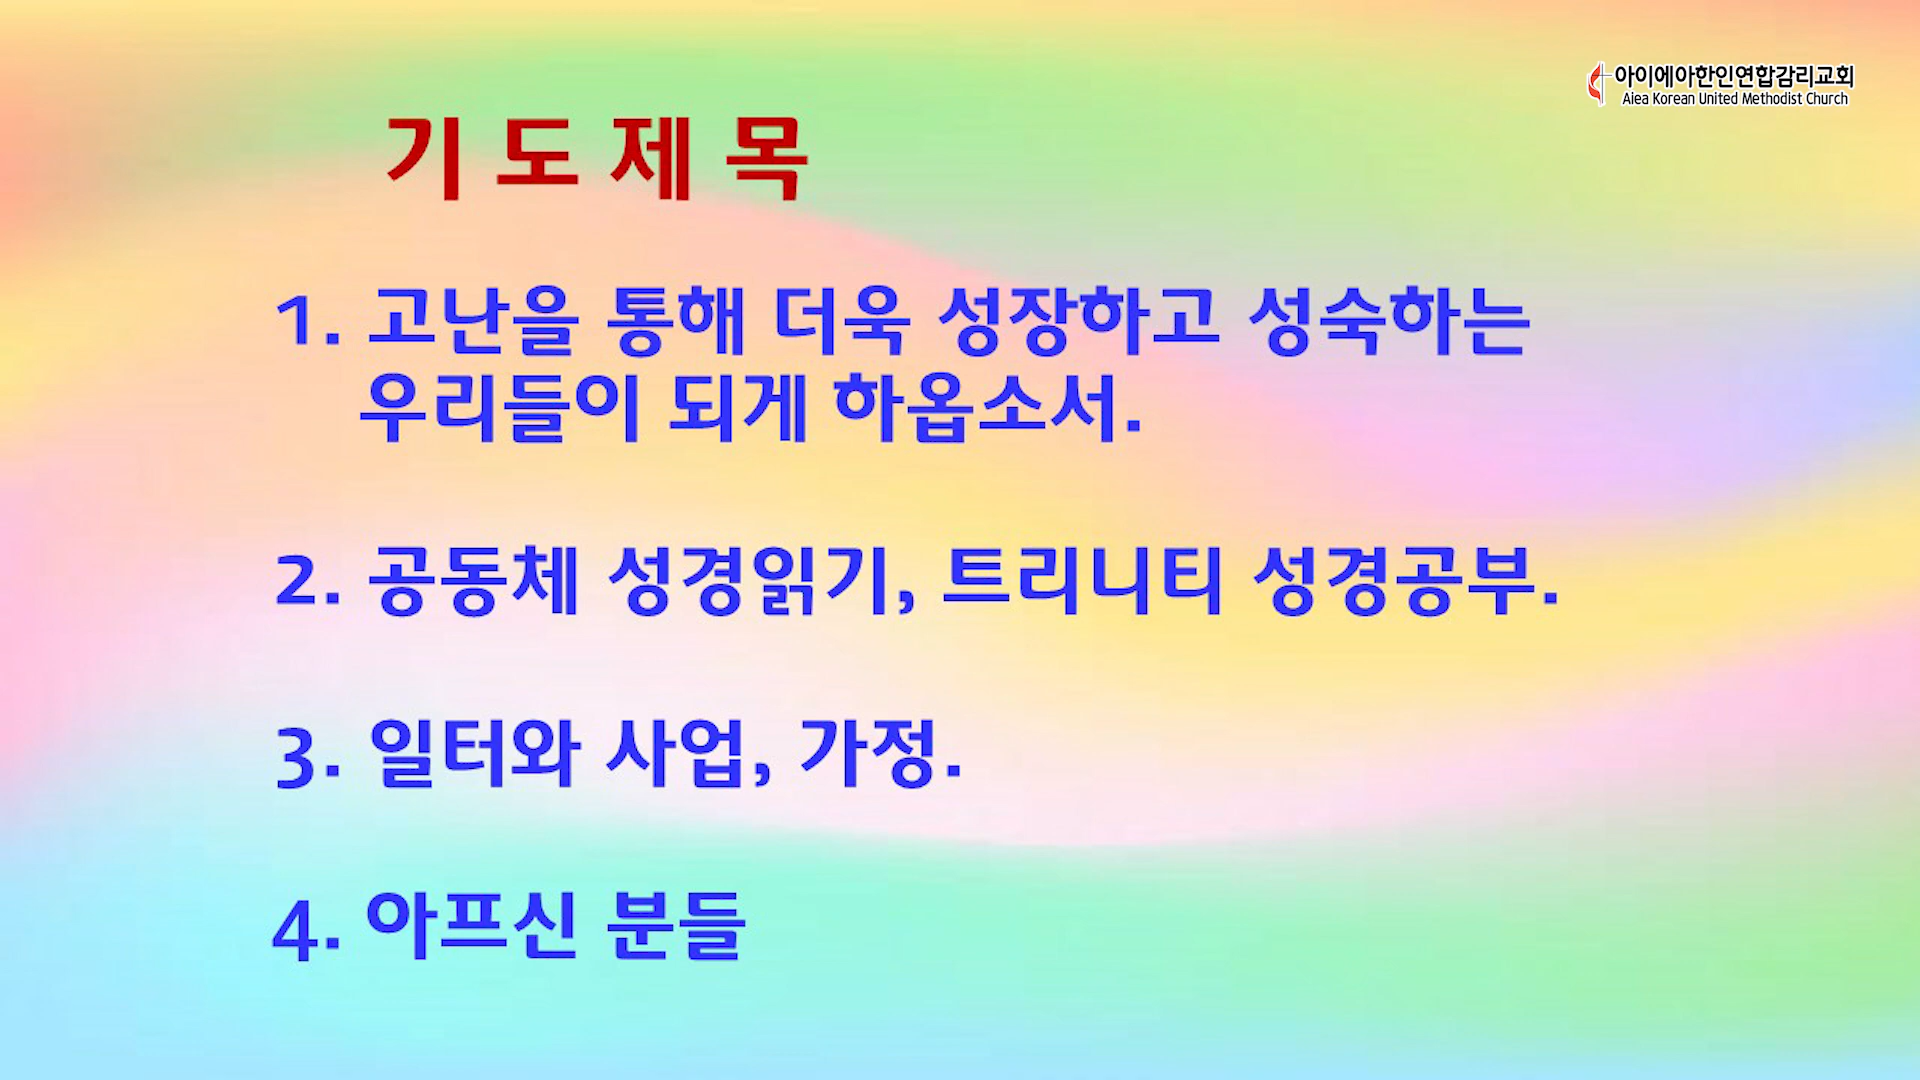 아이에아한인연합감리교회
Aiea Korean United Methodist Church
기 도 제 목
1. 고난을 통해 더욱 성장하고 성숙하는
우리들이 되게 하옵소서.
2. 공동체 성경읽기, 트리니티 성경공부.
3. 일터와 사업, 가정.
4. 아프신 분들